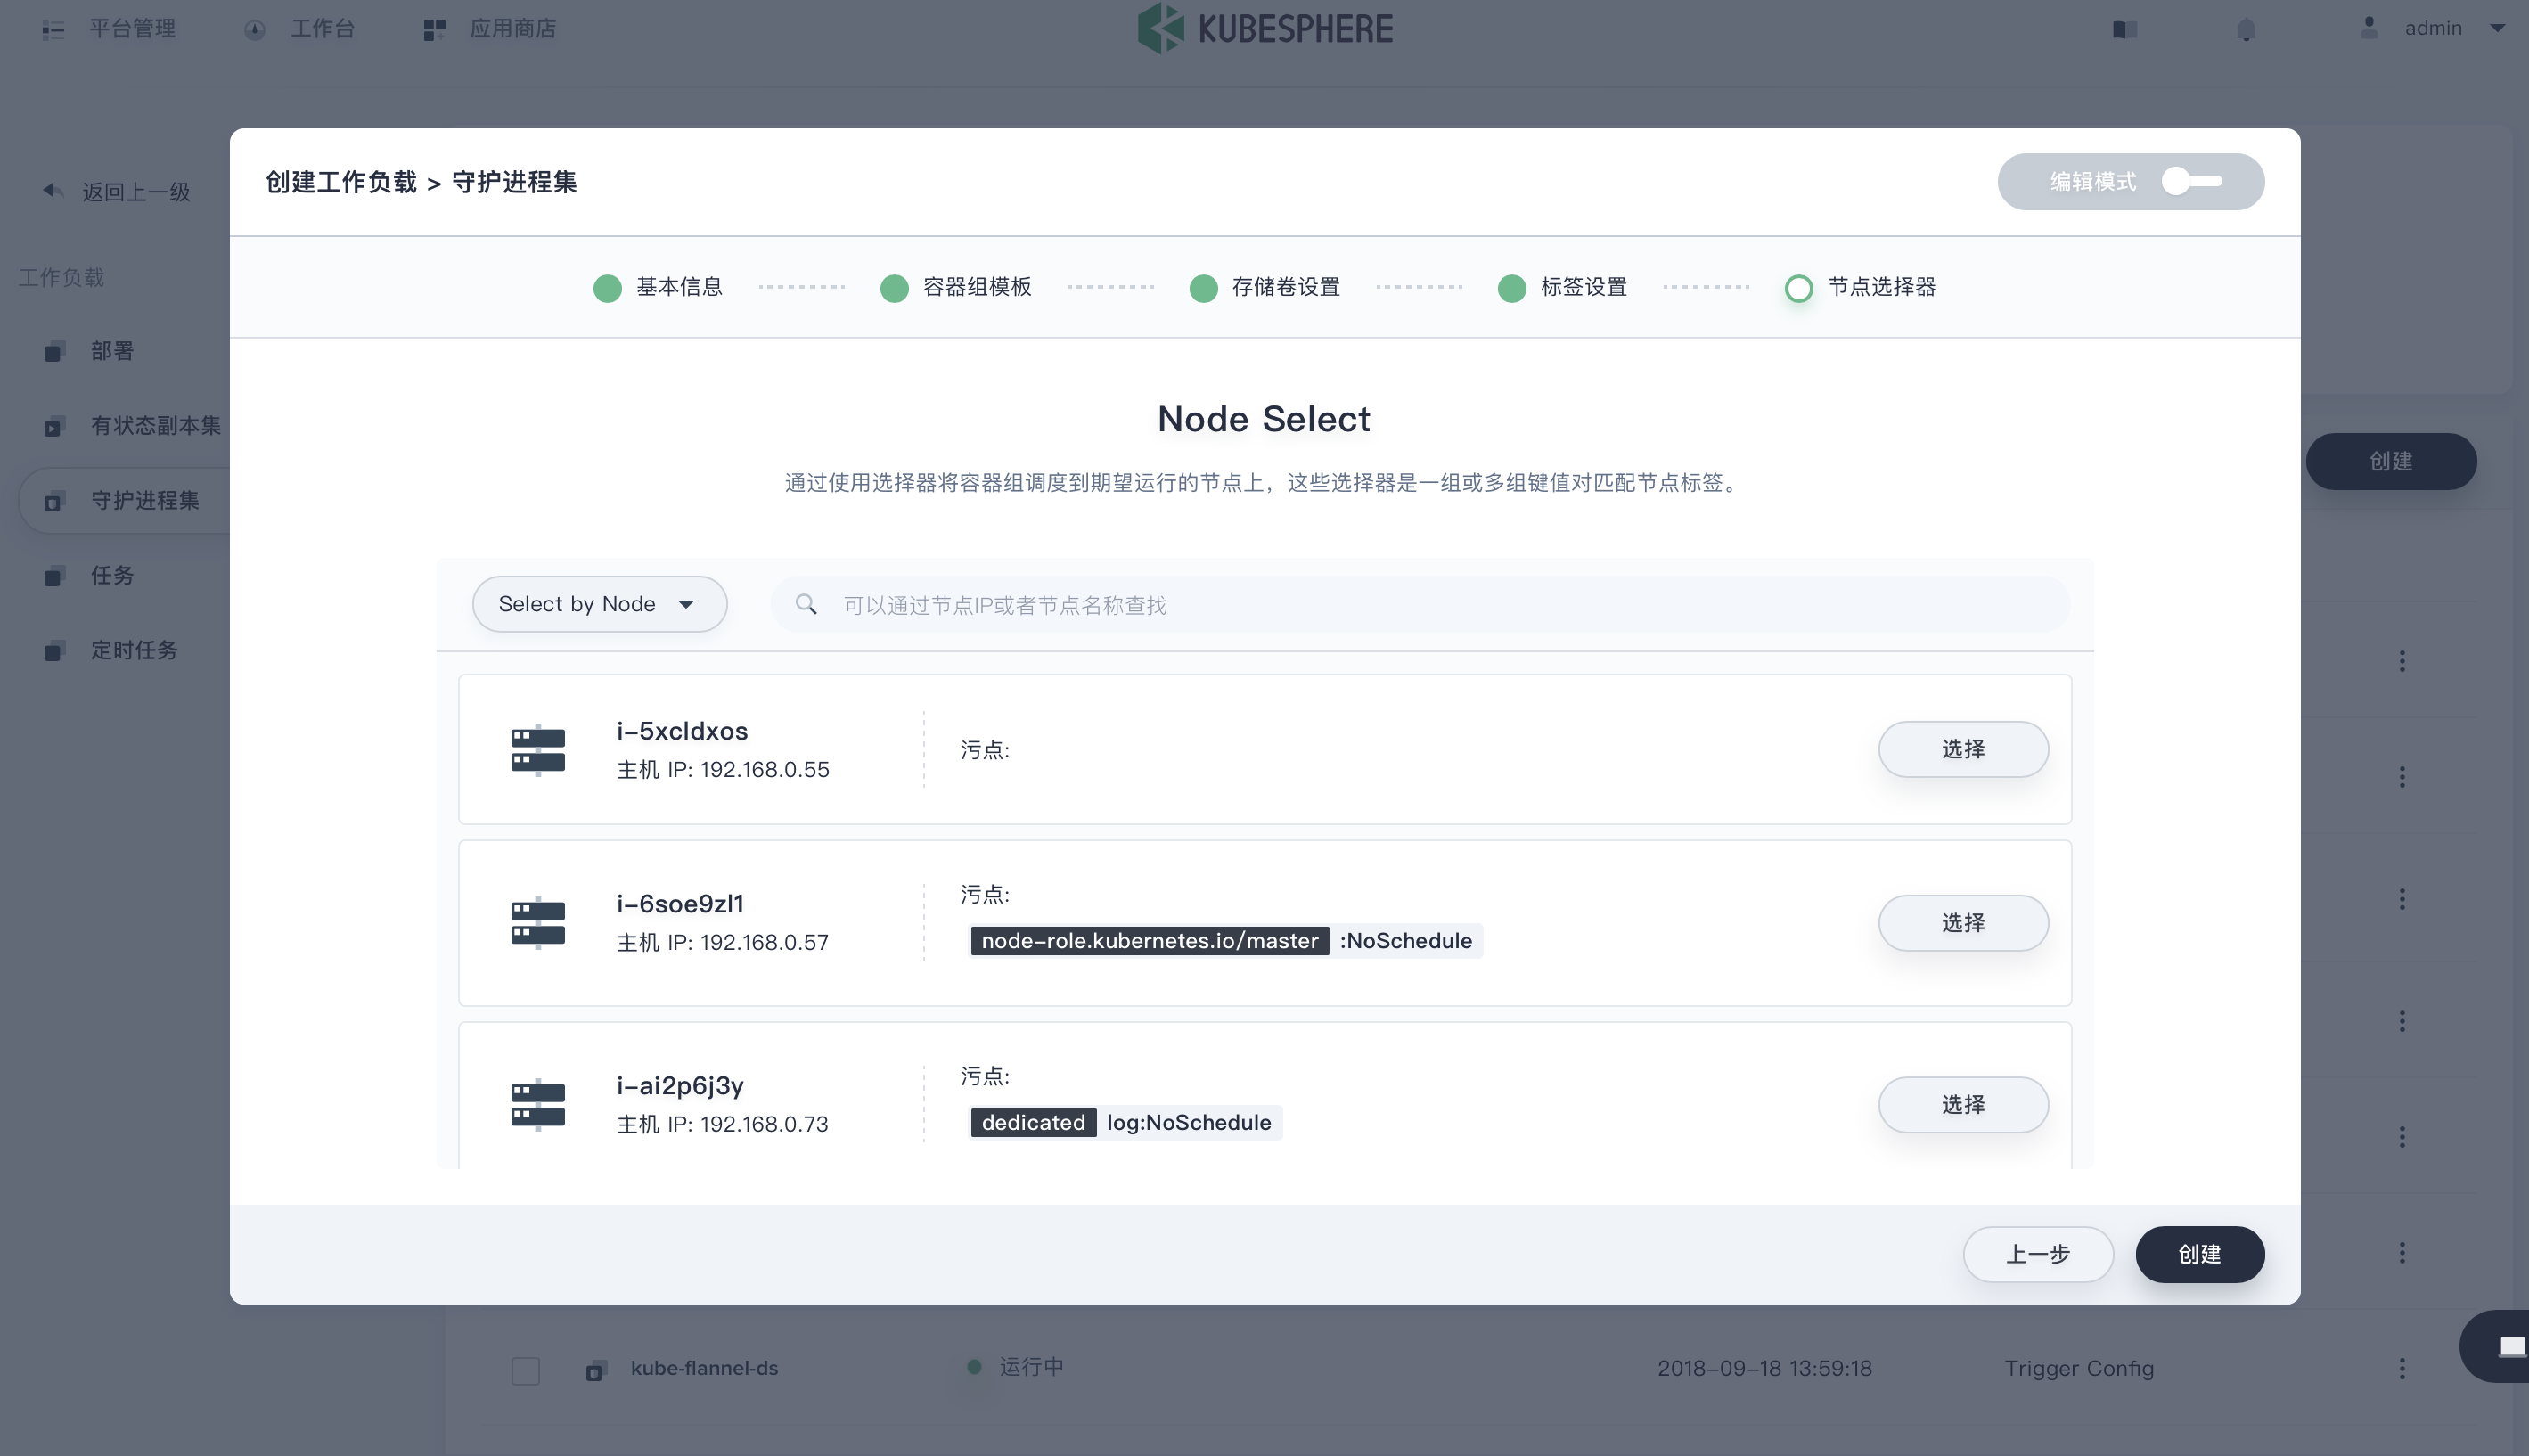 平台管理
工作台
应用商店
KUBESPHERE
admin
返回上一级
工作负载
部署
有状态副本集
守护进程集
任务
定时任务
创建
创建工作负载 > 守护进程集
编辑模式
基本信息
容器组模板
存储卷设置
标签设置
节点选择器
Node Select
通过使用选择器将容器组调度到期望运行的节点上，这些选择器是一组或多组键值对匹配节点标签。
Select by Node
可以通过节点IP或者节点名称查找
i-5xcldxos
主机 IP: 192.168.0.55
污点:
选择
i-6soe9zl1
主机 IP: 192.168.0.57
污点:
node-role.kubernetes.io/master :NoSchedule
选择
i-ai2p6j3y
主机 IP: 192.168.0.73
污点:
dedicated log:NoSchedule
选择
上一步
创建
kube-flannel-ds
运行中
2018-09-18 13:59:18
Trigger Config